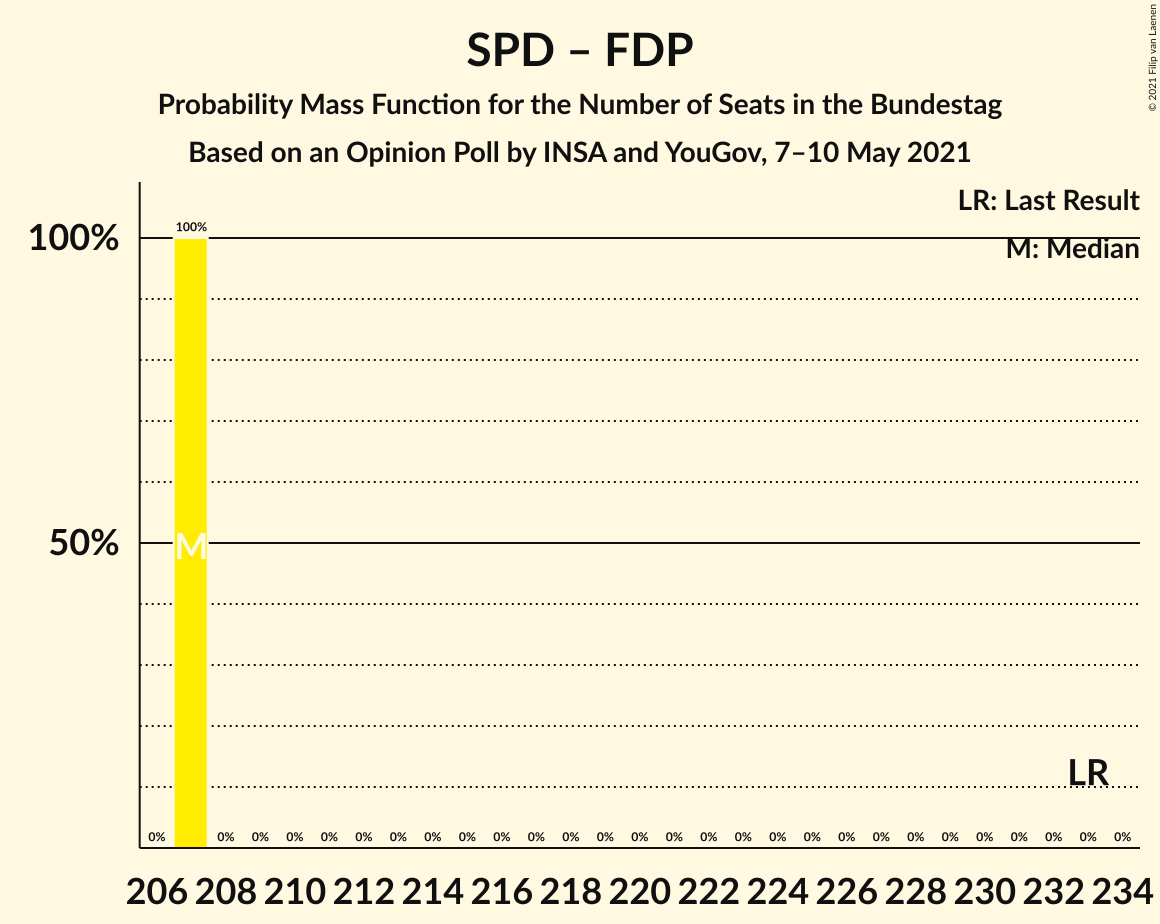 SPD – FDP
Probability Mass Function for the Number of Seats in the Bundestag
Based on an Opinion Poll by INSA and YouGov, 7–10 May 2021
© 2021 Filip van Laenen
LR: Last Result
M: Median
100%
100%
50%
M
LR
0% 0% 0% 0% 0% 0% 0% 0% 0% 0% 0% 0% 0% 0% 0% 0% 0% 0% 0% 0% 0% 0% 0% 0% 0% 0% 0% 0%
206 208 210 212 214 216 218 220 222 224 226 228 230 232 234